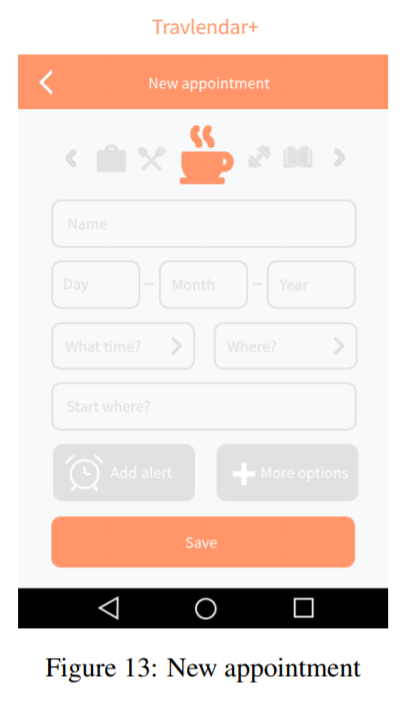 Travlendar+
New appointment
Name
Day – Month – Year
What time? Where?
Start where?
Add alert More options
Save
Figure 13: New appointment